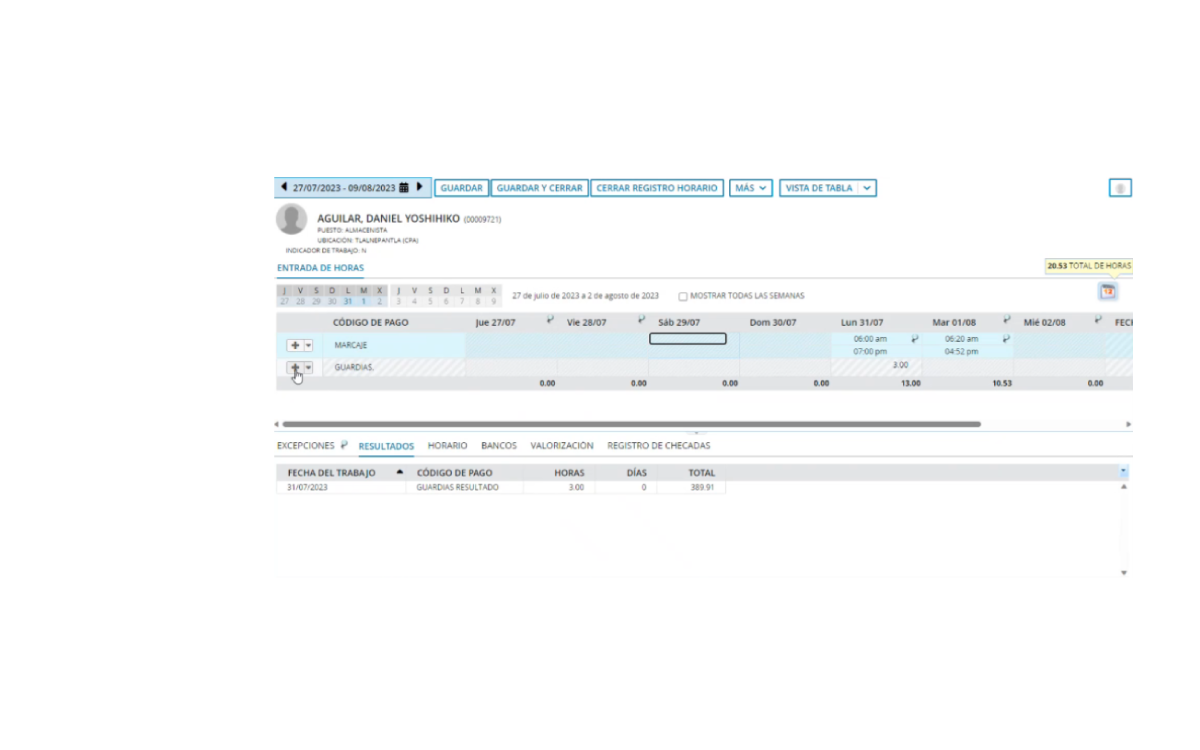 27/07/2023 - 09/08/2023 GUARDAR GUARDAR Y CERRAR CERRAR REGISTRO HORARIO MÁS VISTA DE TABLA
AGUILAR, DANIEL YOSHIHIKO (00009721)
PUESTO: ALMACENISTA
UBICACIÓN: TLALNEPANTLA (CPA)
INDICADOR DE TRABAJO: N
ENTRADA DE HORAS
20.53 TOTAL DE HORAS
J V S D L M X J V S D L M X
27 28 29 30 31 1 2 3 4 5 6 7 8 9
27 de julio de 2023 a 2 de agosto de 2023 MOSTRAR TODAS LAS SEMANAS
CÓDIGO DE PAGO Jue 27/07 Vie 28/07 Sáb 29/07 Dom 30/07 Lun 31/07 Mar 01/08 Mié 02/08 FECH
MARCAJE
06:00 am 06:20 am
07:00 pm 04:52 pm
GUARDIAS. 3.00
0.00 0.00 0.00 0.00 13.00 10.53 0.00
EXCEPCIONES RESULTADOS HORARIO BANCOS VALORIZACIÓN REGISTRO DE CHECADAS
FECHA DEL TRABAJO CÓDIGO DE PAGO HORAS DÍAS TOTAL
31/07/2023 GUARDIAS RESULTADO 3.00 0 389.91